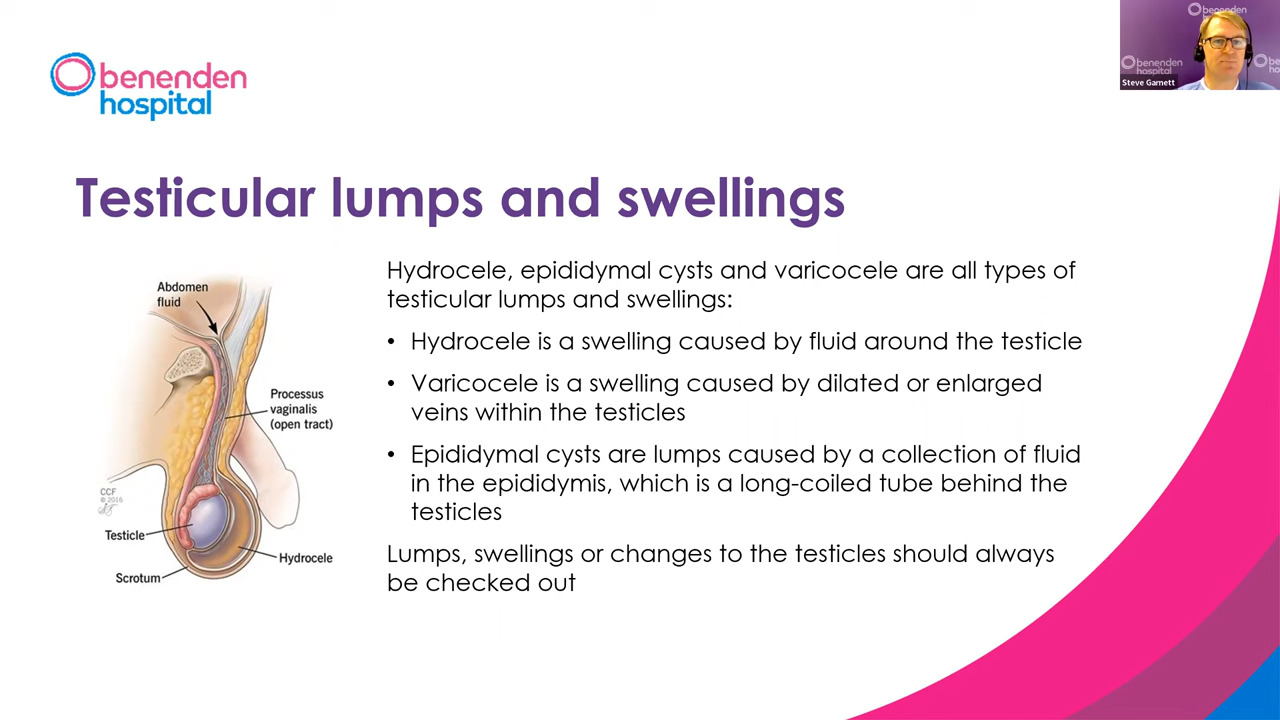 benenden
hospital
benenden
benenden
hospital
Steve Garnett
Testicular lumps and swellings
Hydrocele, epididymal cysts and varicocele are all types of
testicular lumps and swellings:
• Hydrocele is a swelling caused by fluid around the testicle
• Varicocele is a swelling caused by dilated or enlarged
veins within the testicles
• Epididymal cysts are lumps caused by a collection of fluid
in the epididymis, which is a long-coiled tube behind the
testicles
Lumps, swellings or changes to the testicles should always
be checked out
Abdomen
fluid
Processus
vaginalis
(open tract)
CCF
© 2016
Testicle
Hydrocele
Scrotum